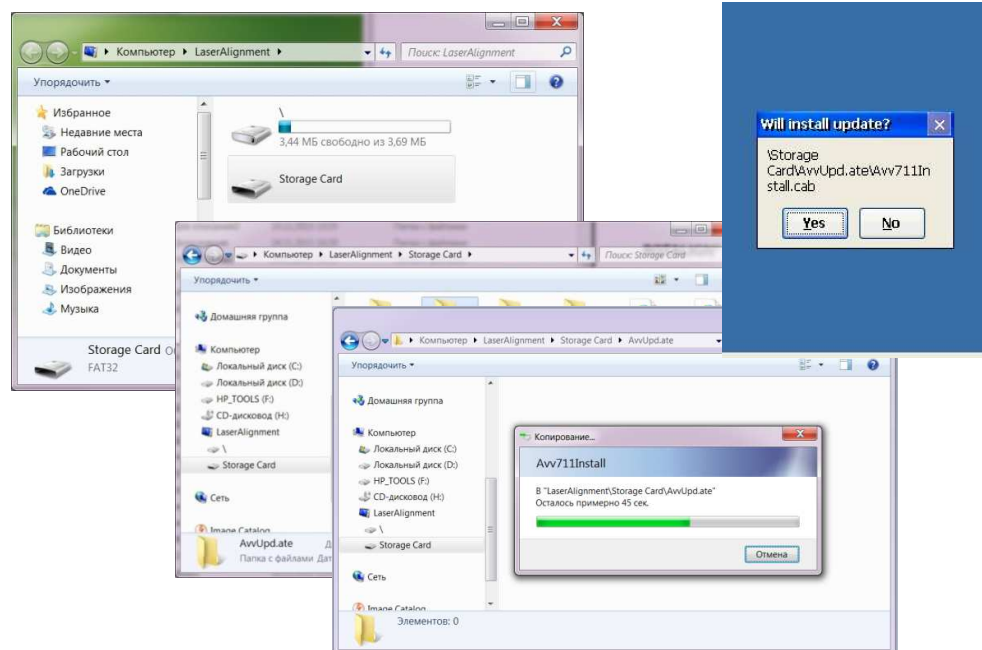 Компьютер ▸ LaserAlignment ▸
Поиск: LaserAlignment
Упорядочить
Избранное
Недавние места
Рабочий стол
Загрузки
OneDrive
Библиотеки
Видео
Документы
Изображения
Музыка
\
3,44 МБ свободно из 3,69 МБ
Storage Card
Storage Card
FAT32
Will install update?
\Storage
Card\AvvUpd.ate\Avv711In
stall.cab
Yes
No
Компьютер ▸ LaserAlignment ▸ Storage Card ▸
Поиск: Storage Card
Упорядочить
Домашняя группа
Компьютер
Локальный диск (C:)
Локальный диск (D:)
HP_TOOLS (F:)
CD-дисковод (H:)
LaserAlignment
\
Storage Card
Сеть
Image Catalog
AvvUpd.ate
Папка с файлами
Компьютер ▸ LaserAlignment ▸ Storage Card ▸ AvvUpd.ate
Упорядочить
Домашняя группа
Компьютер
Локальный диск (C:)
Локальный диск (D:)
HP_TOOLS (F:)
CD-дисковод (H:)
LaserAlignment
\
Storage Card
Сеть
Image Catalog
Элементов: 0
Копирование...
Avv711Install
В "LaserAlignment\Storage Card\AvvUpd.ate"
Осталось примерно 45 сек.
Отмена